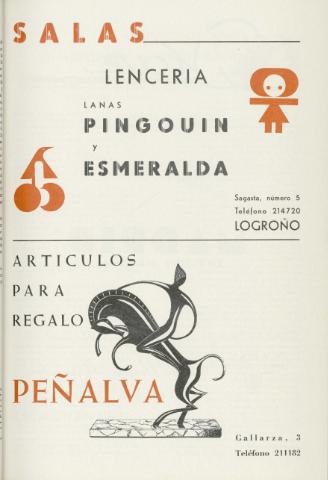 SALAS
LENCERIA
LANAS
PINGOUIN
y
ESMERALDA
Sagasta, número 5
Teléfono 214720
LOGROÑO
ARTICULOS
PARA
REGALO
PEÑALVA
Gallarza, 3
Teléfono 211182